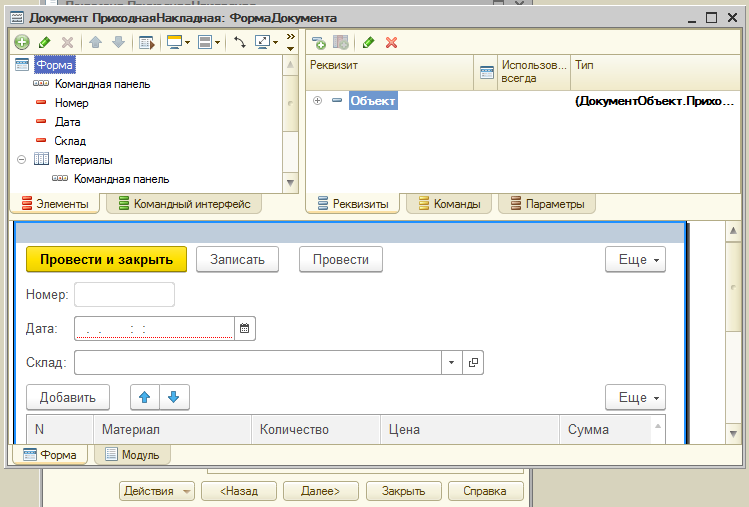 Документ ПриходнаяНакладная: ФормаДокумента
Форма
Командная панель
Номер
Дата
Склад
Материалы
Командная панель
Элементы
Командный интерфейс
Реквизит
Использов... всегда
Тип
Объект
(ДокументОбъект.Прихо...
Реквизиты
Команды
Параметры
Провести и закрыть
Записать
Провести
Еще
Номер:
Дата:
. . : :
Склад:
Добавить
Еще
N
Материал
Количество
Цена
Сумма
Форма
Модуль
Действия
<Назад
Далее>
Закрыть
Справка